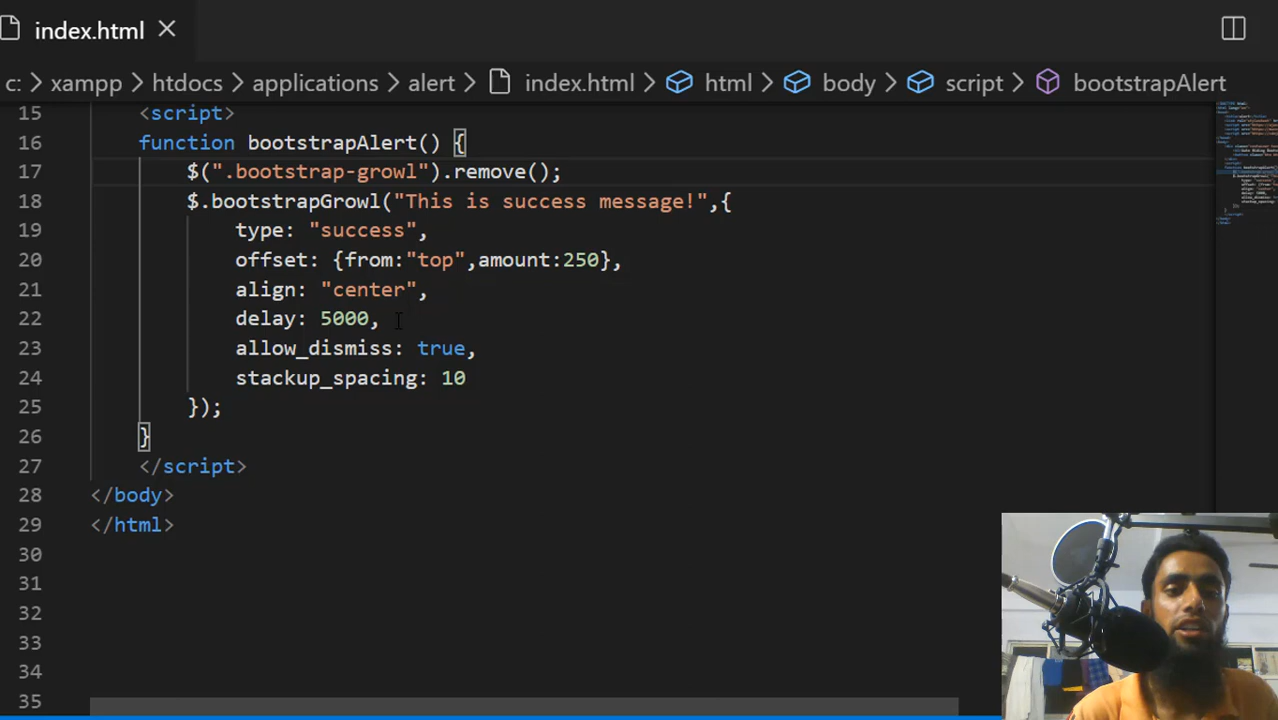 index.html
c: > xampp > htdocs > applications > alert > index.html > html > body > script > bootstrapAlert
15 <script>
16 function bootstrapAlert() {
17 $(".bootstrap-growl").remove();
18 $.bootstrapGrowl("This is success message!",{
19 type: "success",
20 offset: {from:"top",amount:250},
21 align: "center",
22 delay: 5000,
23 allow_dismiss: true,
24 stackup_spacing: 10
25 });
26 }
27 </script>
28 </body>
29 </html>
30
31
32
33
34
35